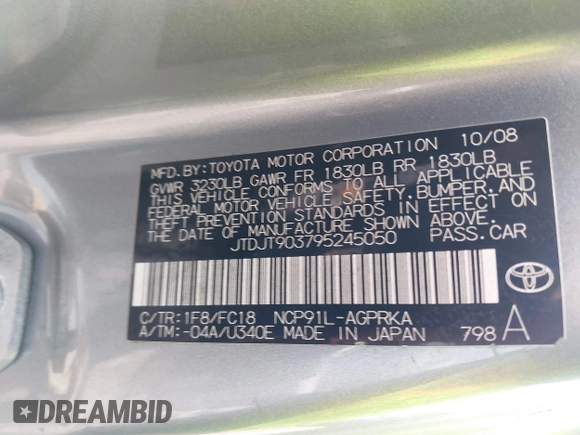 MFD.BY:TOYOTA MOTOR CORPORATION 10/08
GVWR 3230LB GAWR FR 1830LB RR 1830LB
THIS VEHICLE CONFORMS TO ALL APPLICABLE
FEDERAL MOTOR VEHICLE SAFETY,BUMPER,AND
THEFT PREVENTION STANDARDS IN EFFECT ON
THE DATE OF MANUFACTURE SHOWN ABOVE.
JTDJT903795245050 PASS.CAR
C/TR:1F8/FC18 NCP91L-AGPRKA
A/TM:-04A/U340E MADE IN JAPAN 798 A
TOYOTA
DREAMBID